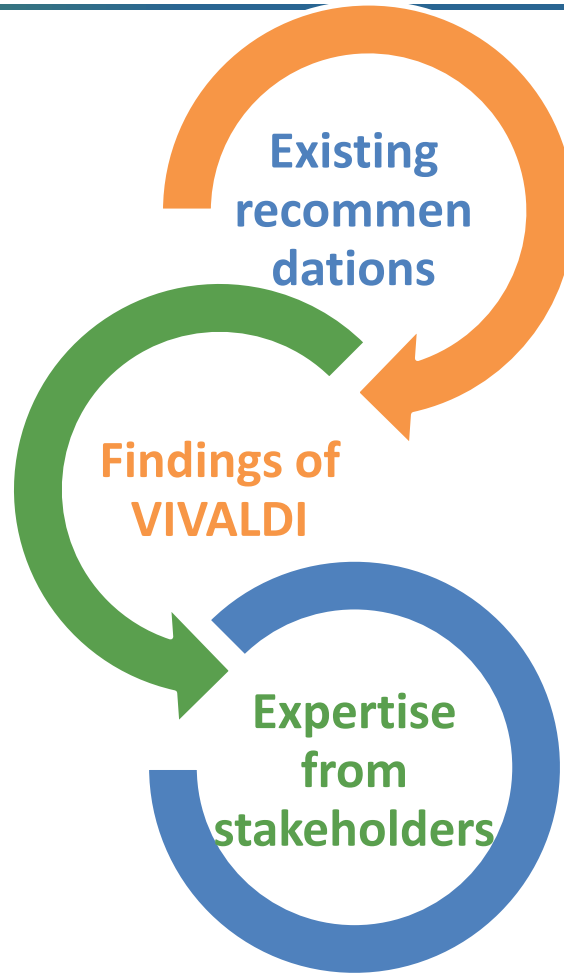 Existing
recommen
dations
Findings of
VIVALDI
Expertise
from
stakeholders